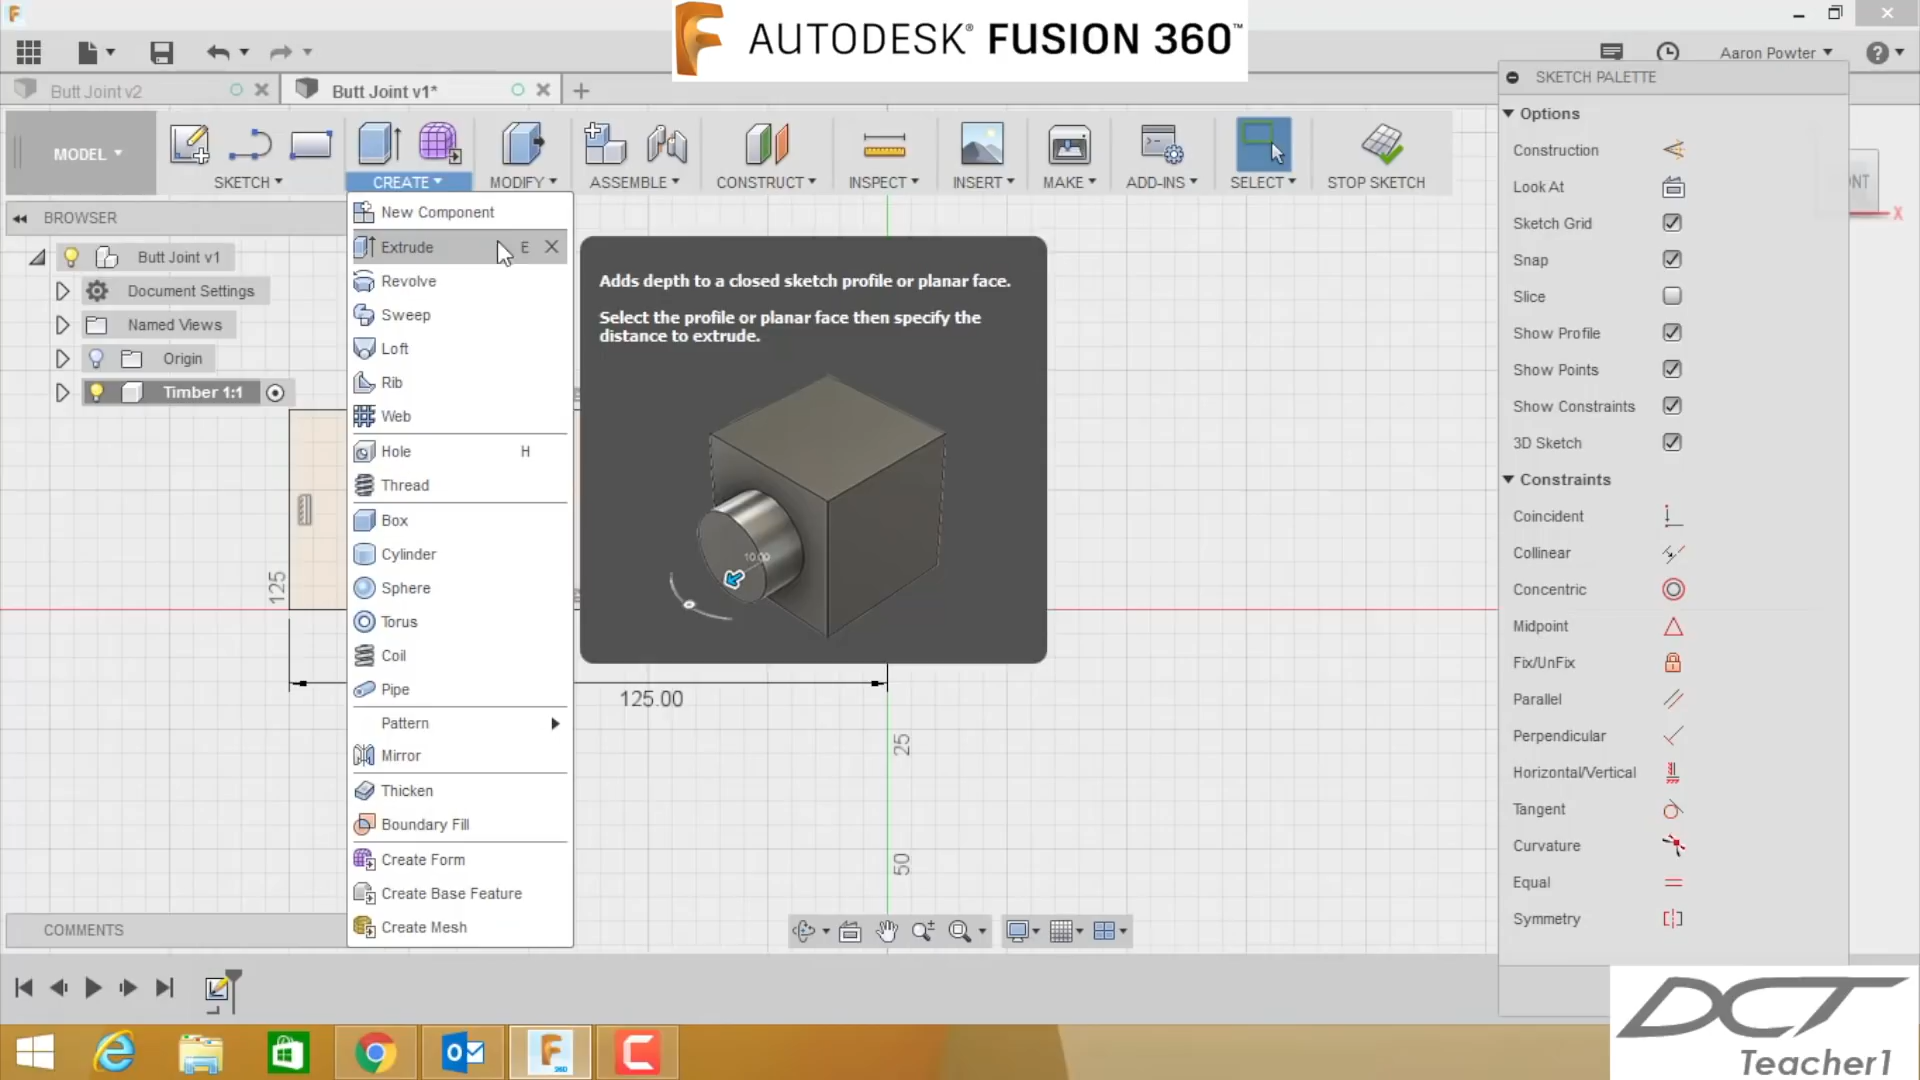 AUTODESK® FUSION 360™
Aaron Powter
Butt Joint v2
Butt Joint v1*
MODEL
SKETCH
CREATE
MODIFY
ASSEMBLE
CONSTRUCT
INSPECT
INSERT
MAKE
ADD-INS
SELECT
STOP SKETCH
BROWSER
Butt Joint v1
Document Settings
Named Views
Origin
Timber 1:1
New Component
Extrude E
Revolve
Sweep
Loft
Rib
Web
Hole H
Thread
Box
Cylinder
Sphere
Torus
Coil
Pipe
Pattern
Mirror
Thicken
Boundary Fill
Create Form
Create Base Feature
Create Mesh
Adds depth to a closed sketch profile or planar face.
Select the profile or planar face then specify the
distance to extrude.
10.00
125
125.00
25
50
SKETCH PALETTE
Options
Construction
Look At
Sketch Grid
Snap
Slice
Show Profile
Show Points
Show Constraints
3D Sketch
Constraints
Coincident
Collinear
Concentric
Midpoint
Fix/UnFix
Parallel
Perpendicular
Horizontal/Vertical
Tangent
Curvature
Equal
Symmetry
X
COMMENTS
DCT
Teacher1